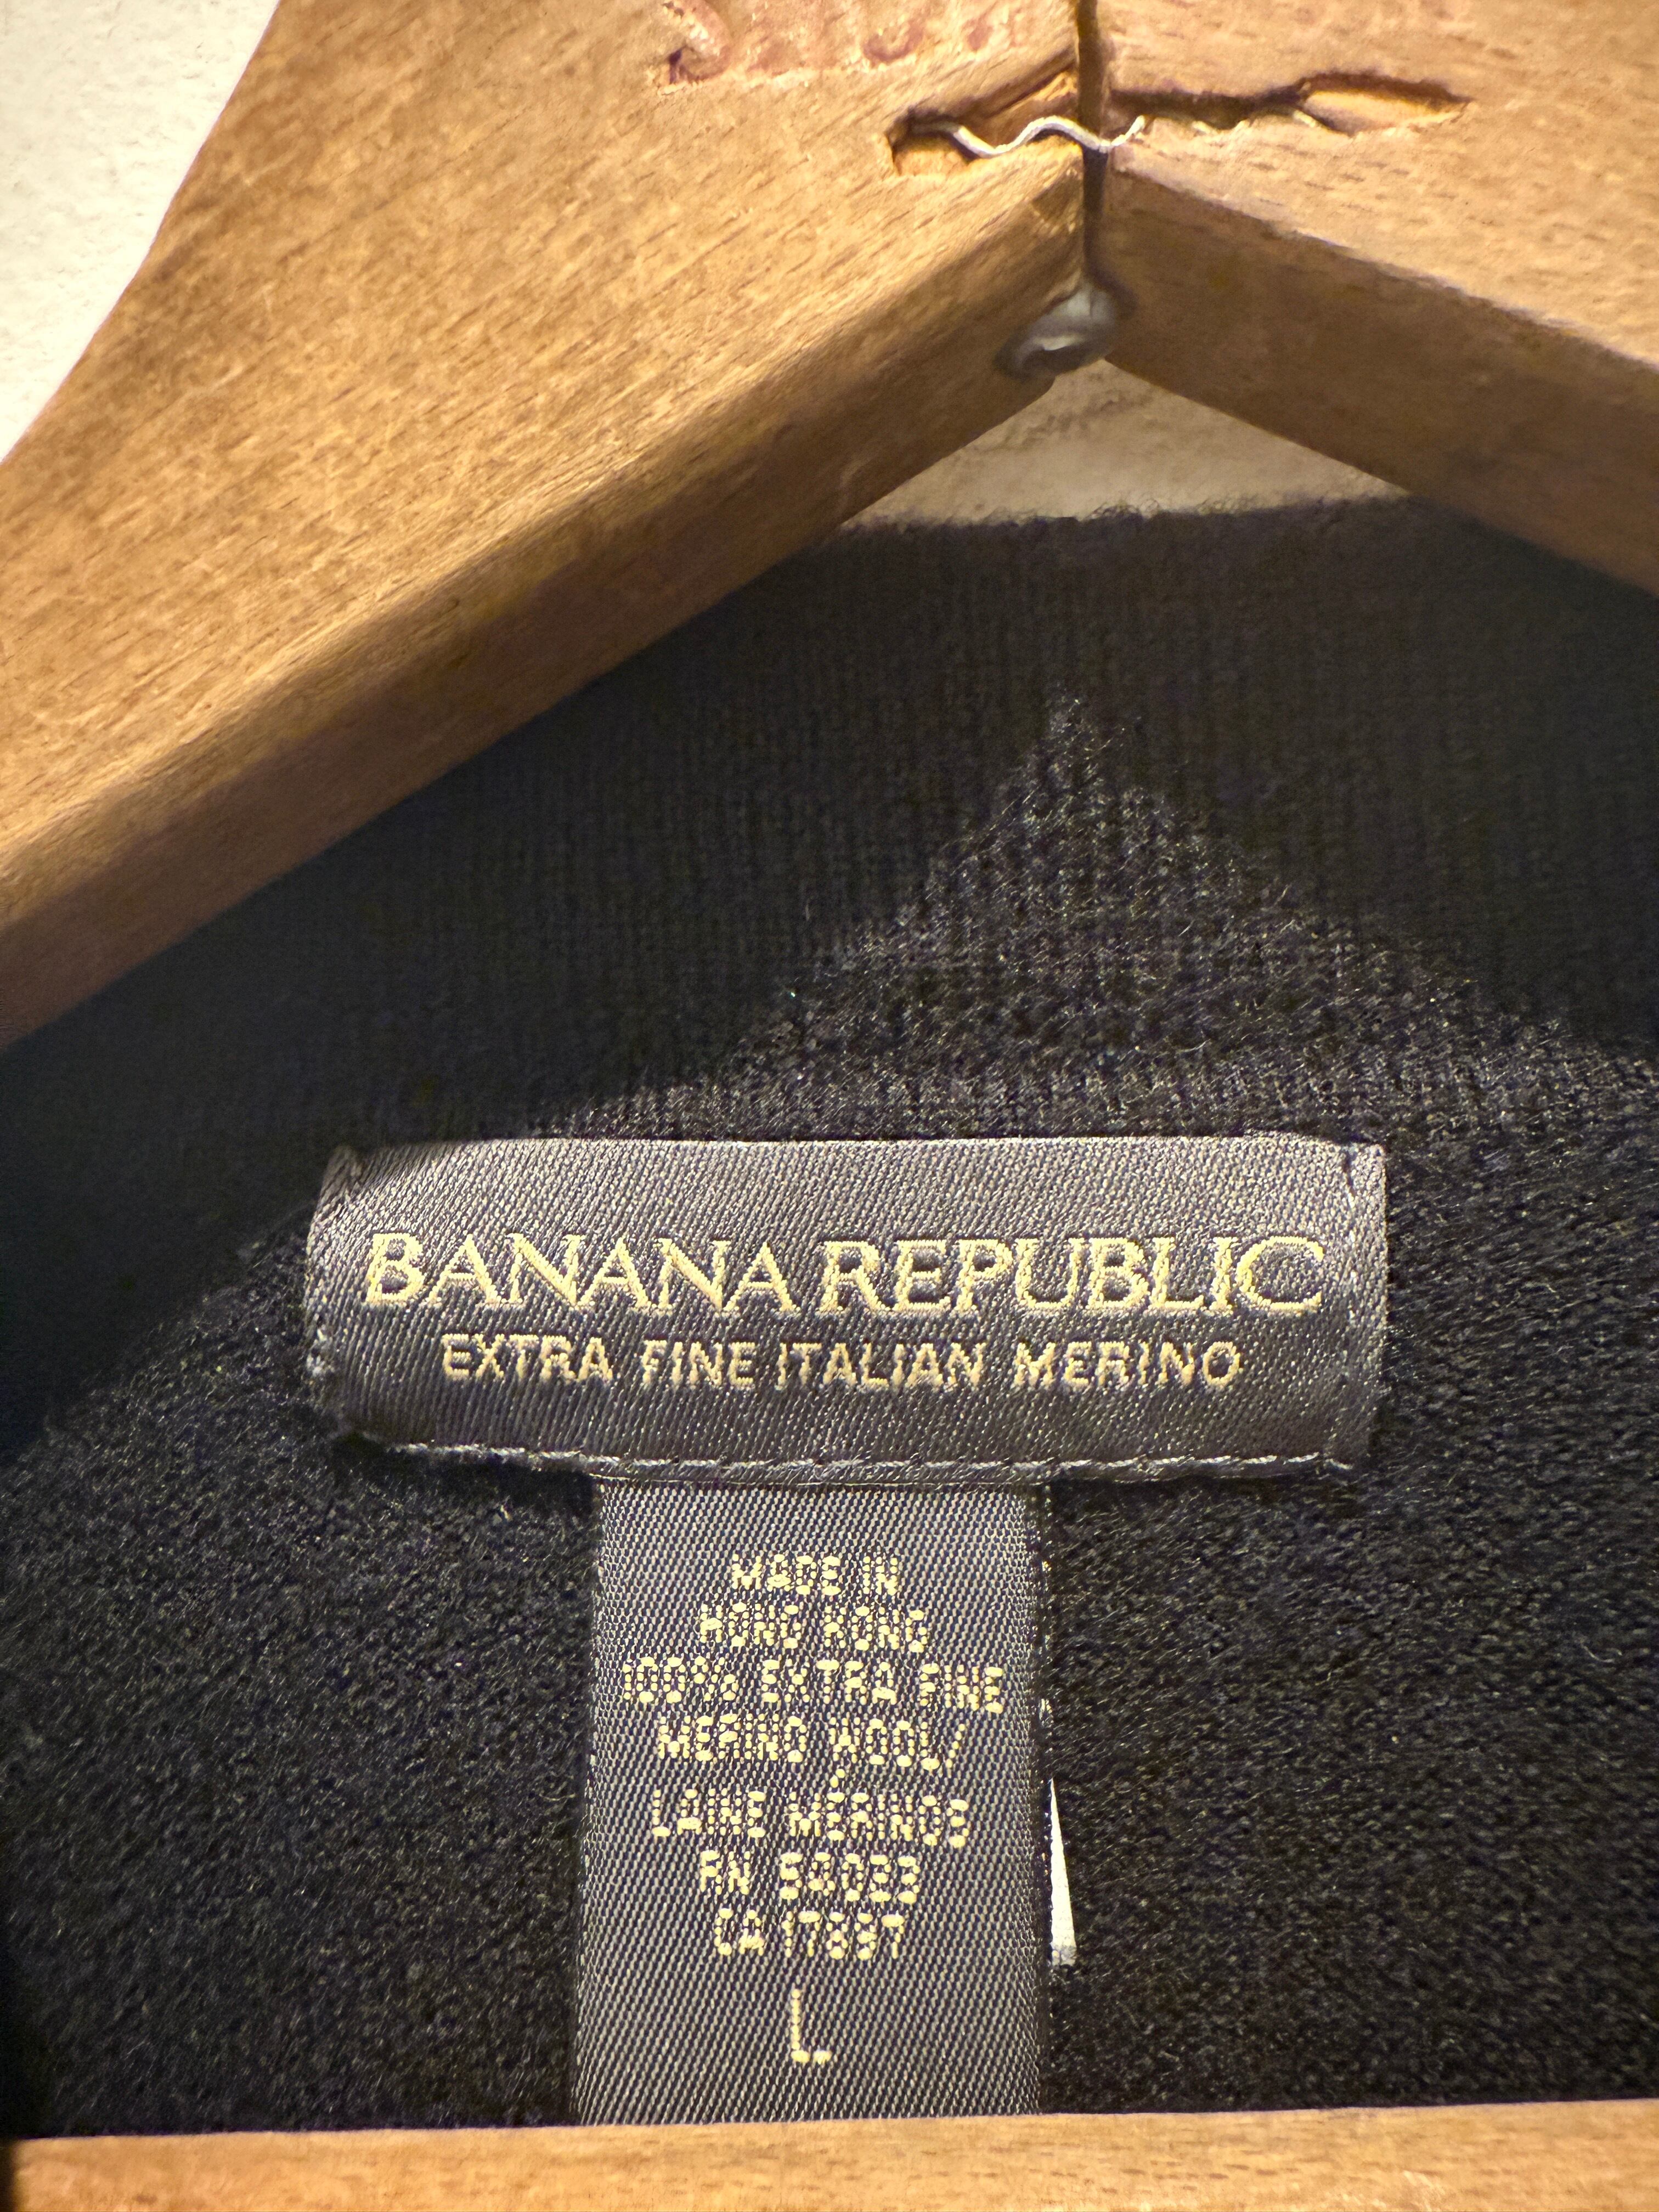 BANANA REPUBLIC
EXTRA FINE ITALIAN MERINO
MADE IN
HONG KONG
100% EXTRA FINE
MERINO WOOL/
LAINE MÉRINOS
RN 54023
CA 17897
L